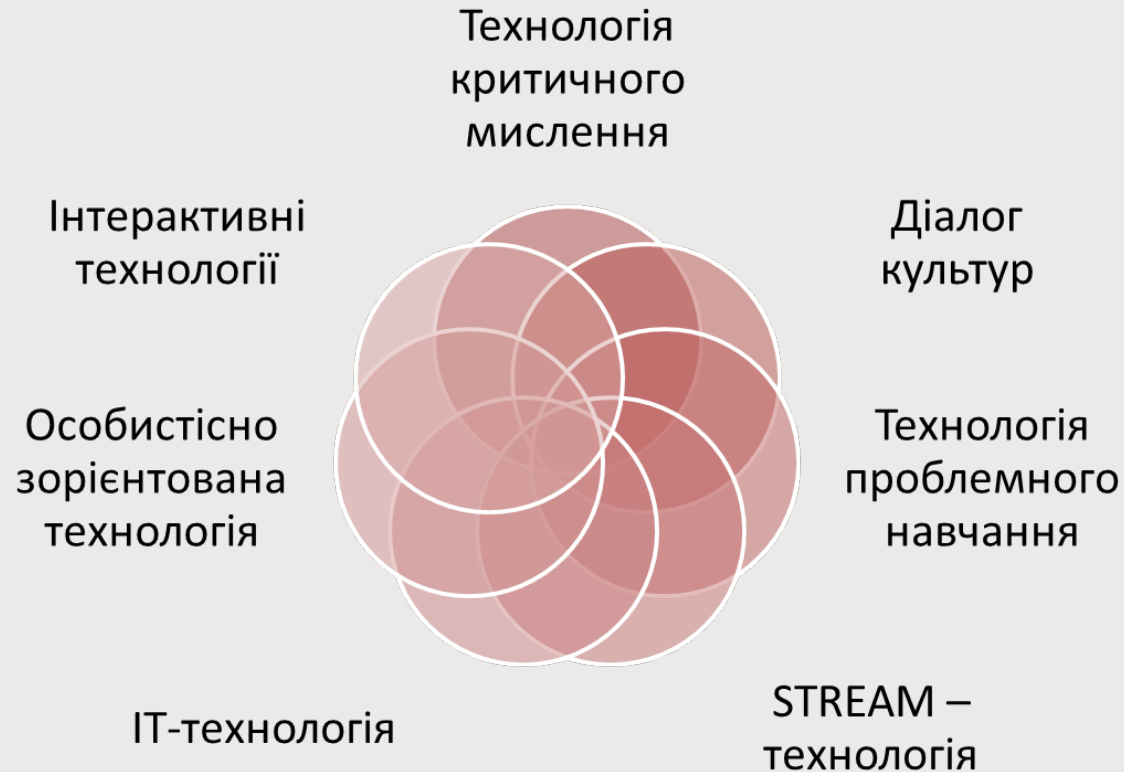 Технологія
критичного
мислення
Діалог
культур
Технологія
проблемного
навчання
STREAM –
технологія
ІТ-технологія
Особистісно
зорієнтована
технологія
Інтерактивні
технології